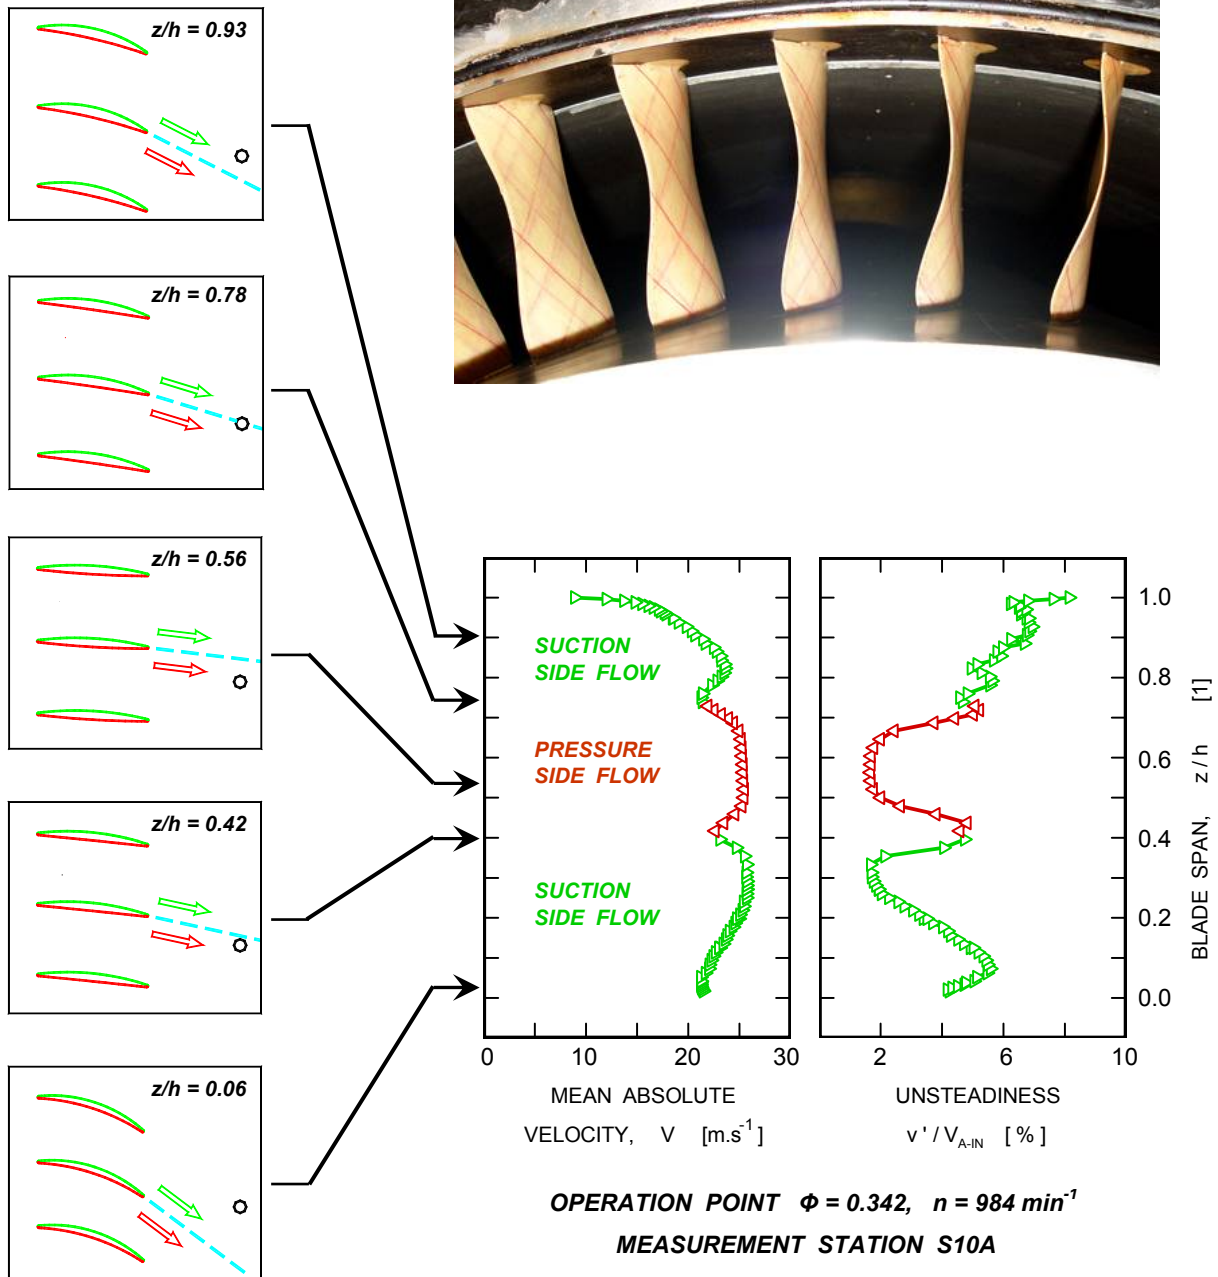 z/h = 0.93
z/h = 0.78
z/h = 0.56
z/h = 0.42
z/h = 0.06
SUCTION
SIDE FLOW
PRESSURE
SIDE FLOW
SUCTION
SIDE FLOW
1.0
0.8
0.6
0.4
0.2
0.0
BLADE SPAN, z / h [1]
0 10 20 30
2 6 10
MEAN ABSOLUTE
VELOCITY, V [m.s-1]
UNSTEADINESS
v ' / VA-IN [ % ]
OPERATION POINT Φ = 0.342, n = 984 min-1
MEASUREMENT STATION S10A